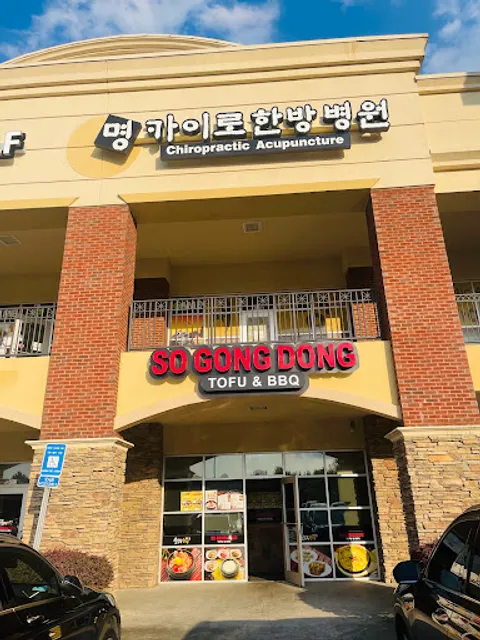 명 카이로 한방병원
Chiropractic Acupuncture
SO GONG DONG
TOFU & BBQ